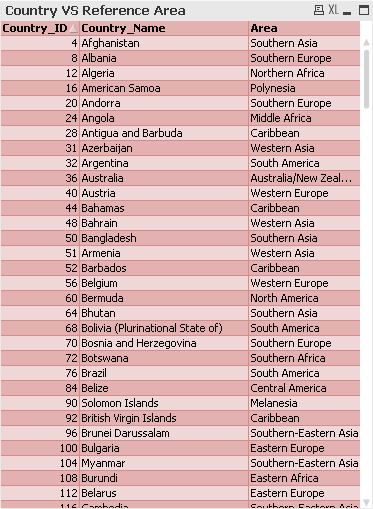 Country VS Reference Area XL
Country_ID Country_Name Area
4 Afghanistan Southern Asia
8 Albania Southern Europe
12 Algeria Northern Africa
16 American Samoa Polynesia
20 Andorra Southern Europe
24 Angola Middle Africa
28 Antigua and Barbuda Caribbean
31 Azerbaijan Western Asia
32 Argentina South America
36 Australia Australia/New Zeal...
40 Austria Western Europe
44 Bahamas Caribbean
48 Bahrain Western Asia
50 Bangladesh Southern Asia
51 Armenia Western Asia
52 Barbados Caribbean
56 Belgium Western Europe
60 Bermuda North America
64 Bhutan Southern Asia
68 Bolivia (Plurinational State of) South America
70 Bosnia and Herzegovina Southern Europe
72 Botswana Southern Africa
76 Brazil South America
84 Belize Central America
90 Solomon Islands Melanesia
92 British Virgin Islands Caribbean
96 Brunei Darussalam Southern-Eastern Asia
100 Bulgaria Eastern Europe
104 Myanmar Southern-Eastern Asia
108 Burundi Eastern Africa
112 Belarus Eastern Europe
116 Cambodia Southern-Eastern Asia